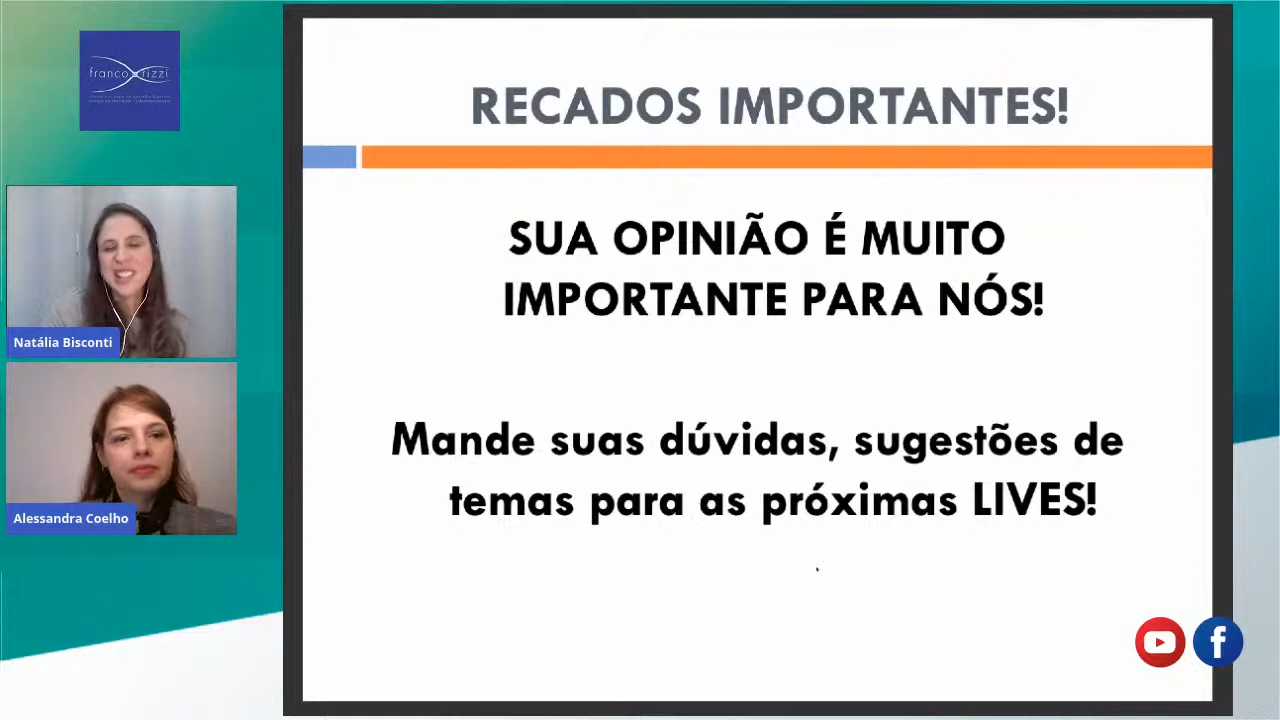 franco rizzi
RECADOS IMPORTANTES!
SUA OPINIÃO É MUITO
IMPORTANTE PARA NÓS!
Mande suas dúvidas, sugestões de
temas para as próximas LIVES!
Natália Bisconti
Alessandra Coelho